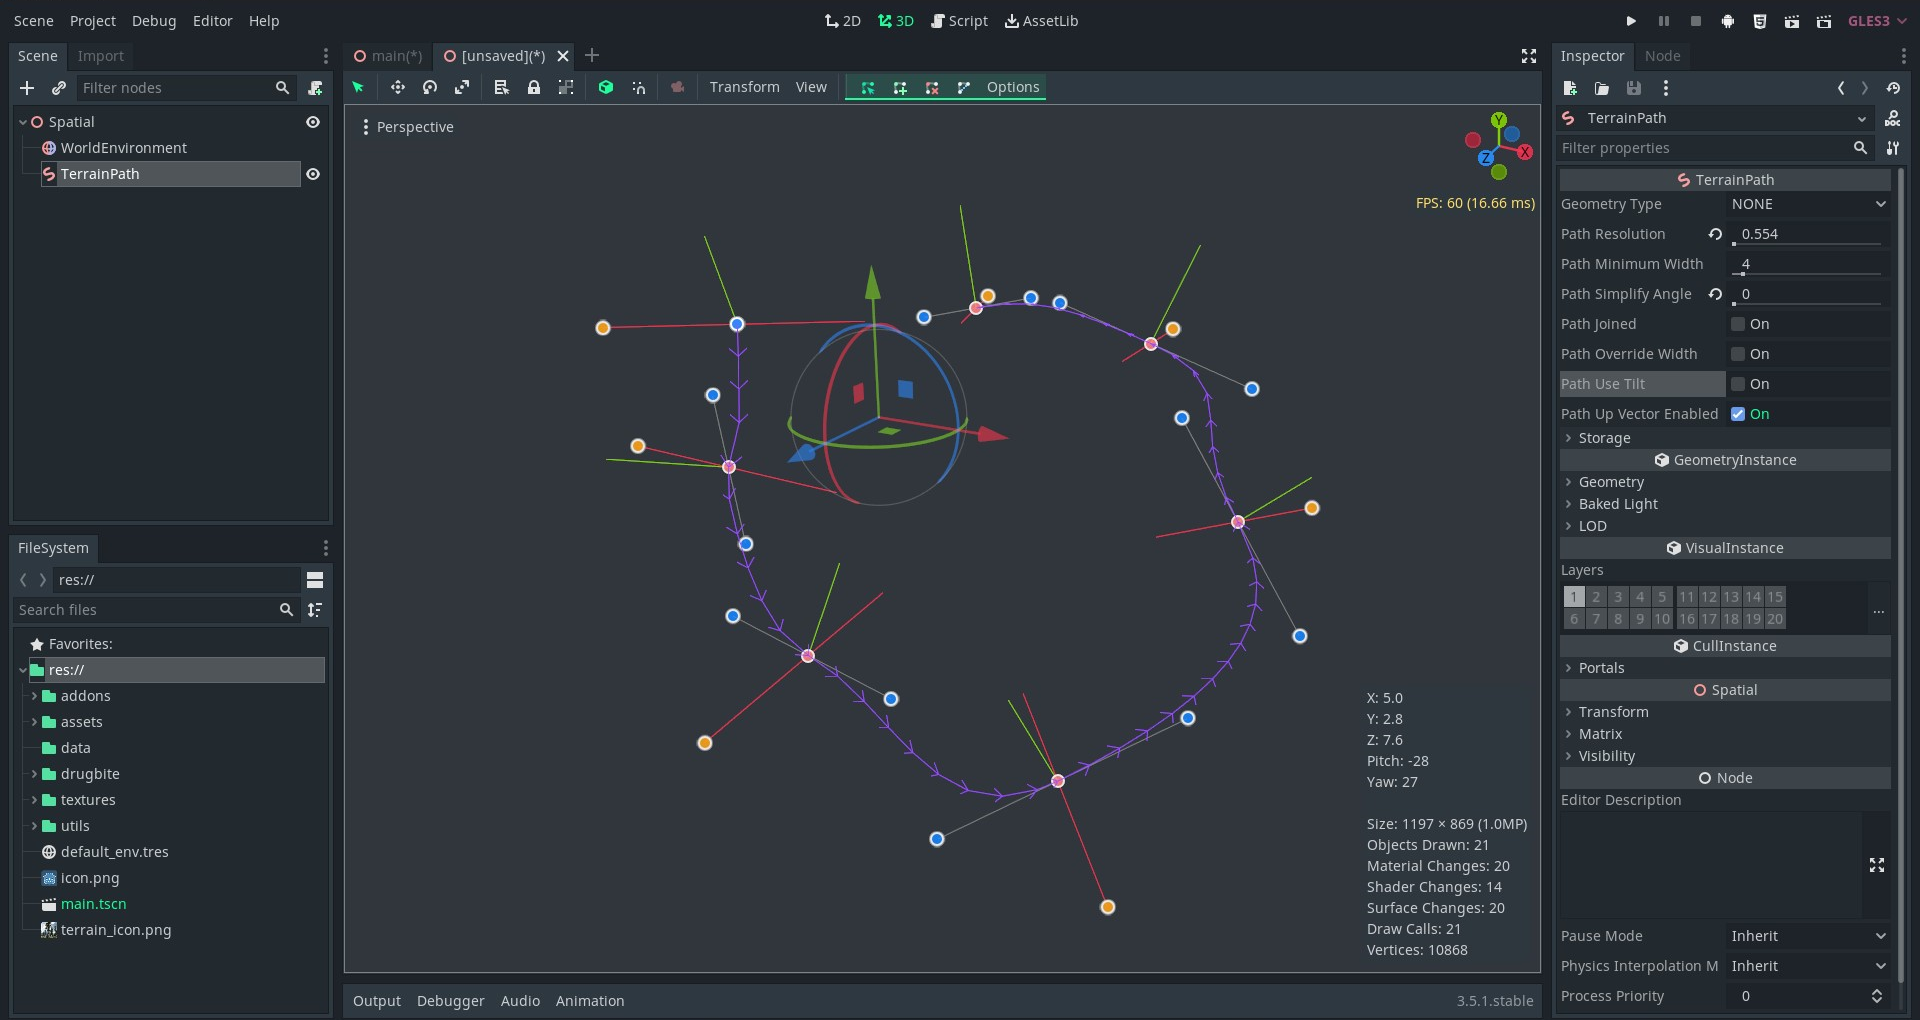 Scene Project Debug Editor Help
2D 3D Script AssetLib
GLES3
Scene Import
Filter nodes
Spatial
WorldEnvironment
TerrainPath
FileSystem
res://
Search files
Favorites:
res://
addons
assets
data
drugbite
textures
utils
default_env.tres
icon.png
main.tscn
terrain_icon.png
main(*) [unsaved](*)
Transform View Options
Perspective
Y
X
Z
FPS: 60 (16.66 ms)
X: 5.0
Y: 2.8
Z: 7.6
Pitch: -28
Yaw: 27
Size: 1197 × 869 (1.0MP)
Objects Drawn: 21
Material Changes: 20
Shader Changes: 14
Surface Changes: 20
Draw Calls: 21
Vertices: 10868
Output Debugger Audio Animation
3.5.1.stable
Inspector Node
TerrainPath
Filter properties
TerrainPath
Geometry Type NONE
Path Resolution 0.554
Path Minimum Width 4
Path Simplify Angle 0
Path Joined On
Path Override Width On
Path Use Tilt On
Path Up Vector Enabled On
Storage
GeometryInstance
Geometry
Baked Light
LOD
VisualInstance
Layers
1 2 3 4 5 11 12 13 14 15
6 7 8 9 10 16 17 18 19 20
...
CullInstance
Portals
Spatial
Transform
Matrix
Visibility
Node
Editor Description
Pause Mode Inherit
Physics Interpolation M Inherit
Process Priority 0